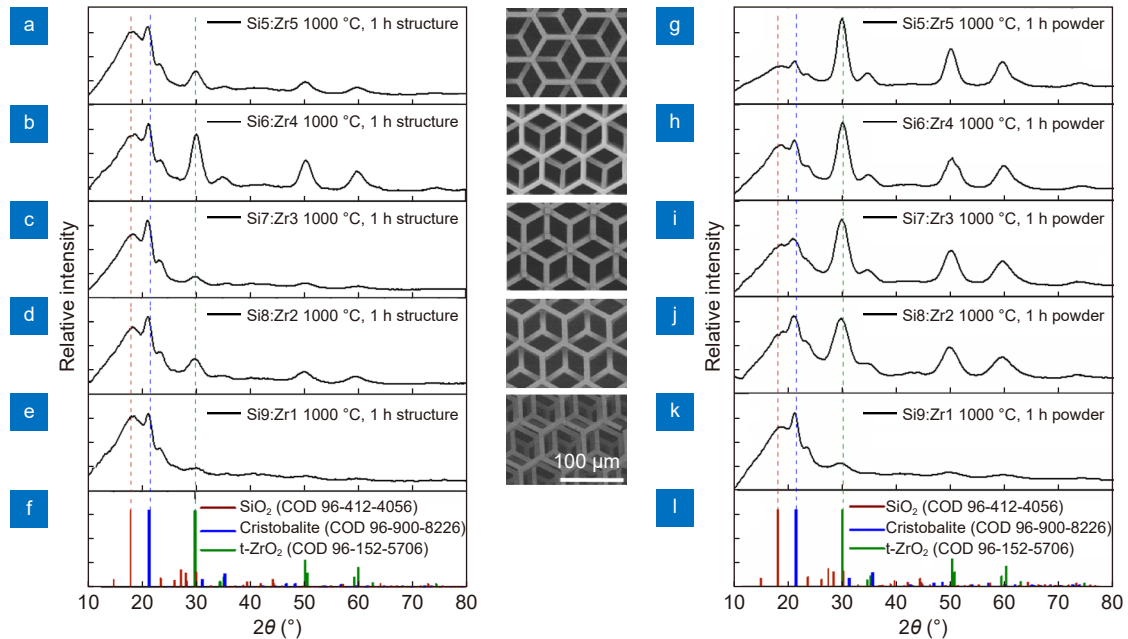 a
Si5:Zr5 1000 °C, 1 h structure
b
Si6:Zr4 1000 °C, 1 h structure
c
Si7:Zr3 1000 °C, 1 h structure
d
Si8:Zr2 1000 °C, 1 h structure
e
Si9:Zr1 1000 °C, 1 h structure
f
SiO₂ (COD 96-412-4056)
Cristobalite (COD 96-900-8226)
t-ZrO₂ (COD 96-152-5706)
Relative intensity
10 20 30 40 50 60 70 80
2θ (°)
100 μm
g
Si5:Zr5 1000 °C, 1 h powder
h
Si6:Zr4 1000 °C, 1 h powder
i
Si7:Zr3 1000 °C, 1 h powder
j
Si8:Zr2 1000 °C, 1 h powder
k
Si9:Zr1 1000 °C, 1 h powder
l
SiO₂ (COD 96-412-4056)
Cristobalite (COD 96-900-8226)
t-ZrO₂ (COD 96-152-5706)
Relative intensity
10 20 30 40 50 60 70 80
2θ (°)